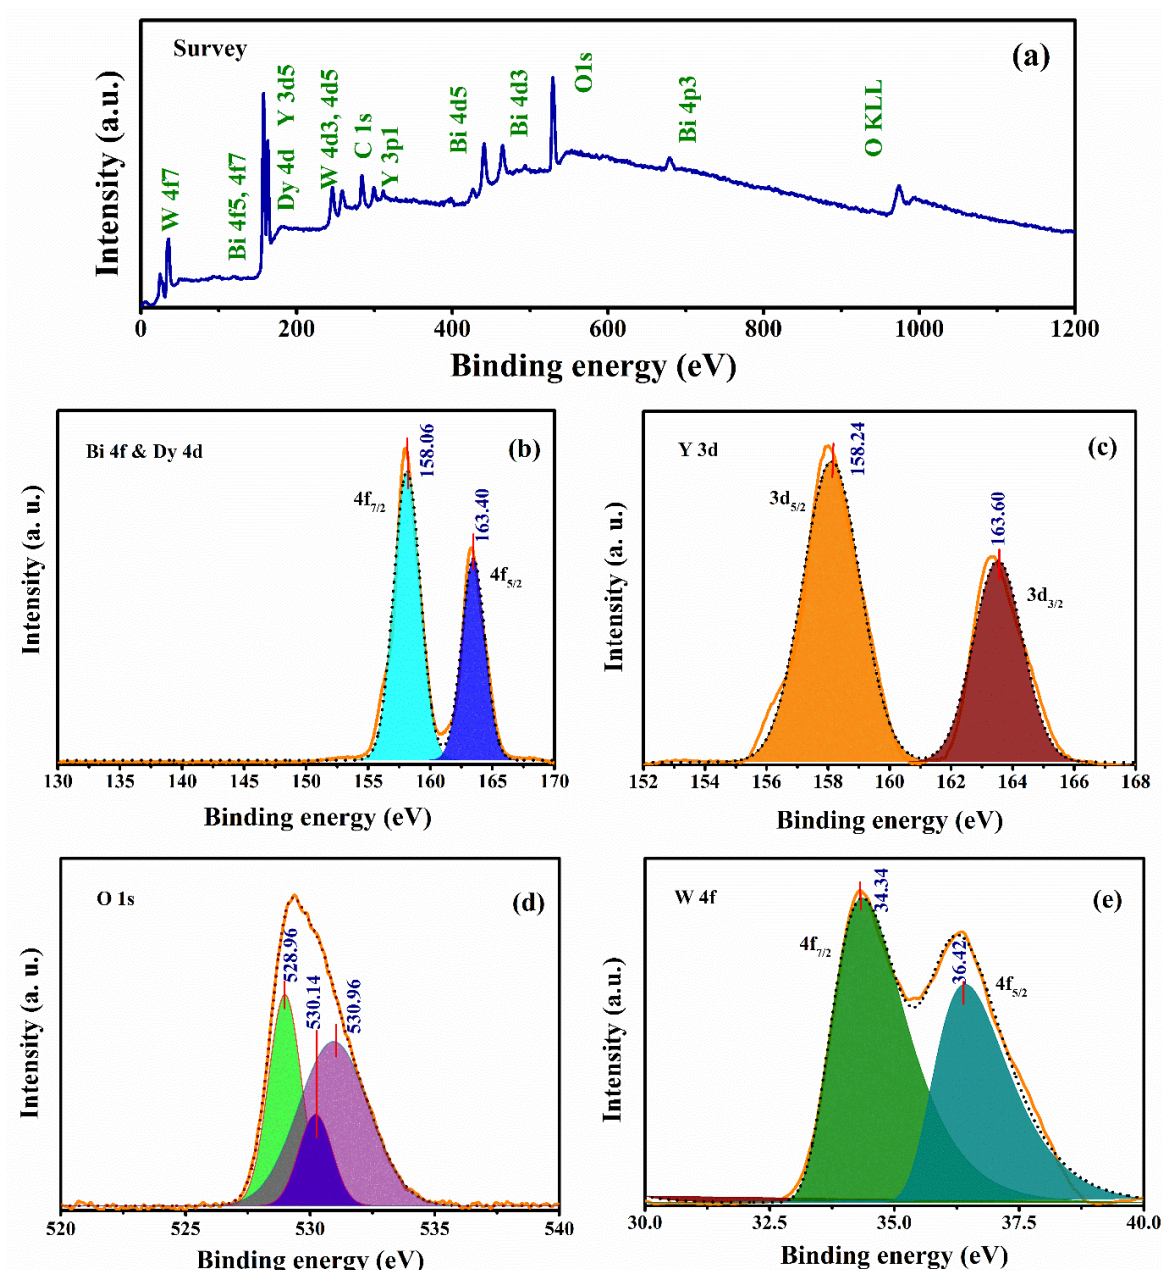 Survey
(a)
Intensity (a.u.)
W 4f7
Bi 4f5, 4f7
Dy 4d
Y 3d5
W 4d3, 4d5
C 1s
Y 3p1
Bi 4d5
Bi 4d3
O1s
Bi 4p3
O KLL
0 200 400 600 800 1000 1200
Binding energy (eV)
Bi 4f & Dy 4d
(b)
Intensity (a. u.)
4f7/2
158.06
163.40
4f5/2
130 135 140 145 150 155 160 165 170
Binding energy (eV)
Y 3d
(c)
Intensity (a. u.)
3d5/2
158.24
163.60
3d3/2
152 154 156 158 160 162 164 166 168
Binding energy (eV)
O 1s
(d)
Intensity (a. u.)
528.96
530.14
530.96
520 525 530 535 540
Binding energy (eV)
W 4f
(e)
Intensity (a.u.)
4f7/2
34.34
36.42
4f5/2
30.0 32.5 35.0 37.5 40.0
Binding energy (eV)